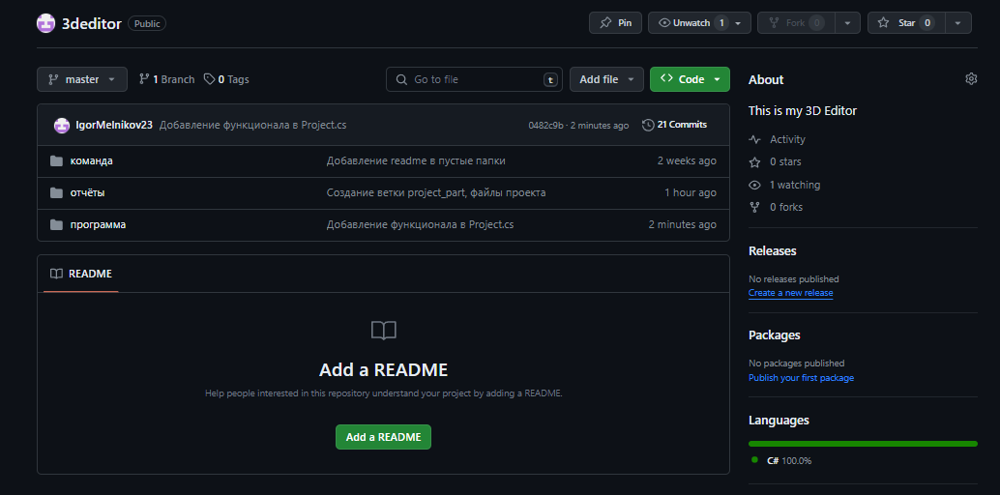 3deditor Public Pin Unwatch 1 Fork 0 Star 0
master 1 Branch 0 Tags Go to file t Add file Code
IgorMelnikov23 Добавление функционала в Project.cs 0482c9b · 2 minutes ago 21 Commits
команда Добавление readme в пустые папки 2 weeks ago
отчёты Создание ветки project_part, файлы проекта 1 hour ago
программа Добавление функционала в Project.cs 2 minutes ago
README
Add a README
Help people interested in this repository understand your project by adding a README.
Add a README
About
This is my 3D Editor
Activity
0 stars
1 watching
0 forks
Releases
No releases published
Create a new release
Packages
No packages published
Publish your first package
Languages
C# 100.0%